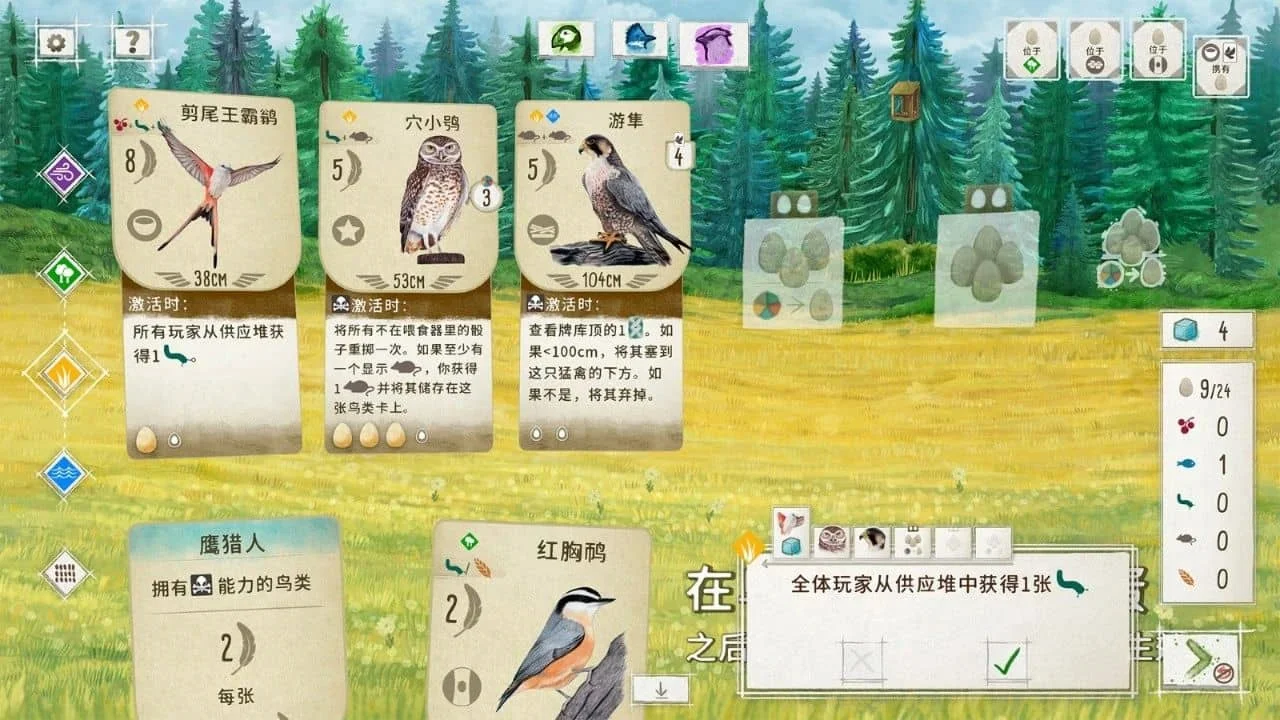 ?
位于
位于
位于
携有
剪尾王霸鹟
8
38CM
激活时：
所有玩家从供应堆获
得1。
穴小鸮
5
3
53CM
激活时：
将所有不在喂食器里的骰
子重掷一次。如果至少有
一个显示，你获得
1并将其储存在这
张鸟类卡上。
游隼
5
4
104CM
激活时：
查看牌库顶的1。如
果<100cm，将其塞到
这只猛禽的下方。如
果不是，将其弃掉。
4
9/24
0
1
0
0
0
鹰猎人
拥有能力的鸟类
2
每张
红胸䴓
2
在
之后
全体玩家从供应堆中获得1张。